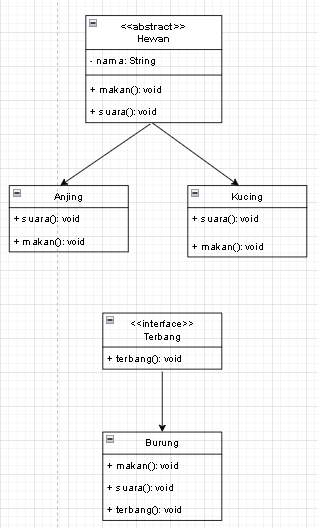 <<abstract>>
Hewan
- nama: String
+ makan(): void
+ suara(): void
Anjing
+ suara(): void
+ makan(): void
Kucing
+ suara(): void
+ makan(): void
<<interface>>
Terbang
+ terbang(): void
Burung
+ makan(): void
+ suara(): void
+ terbang(): void